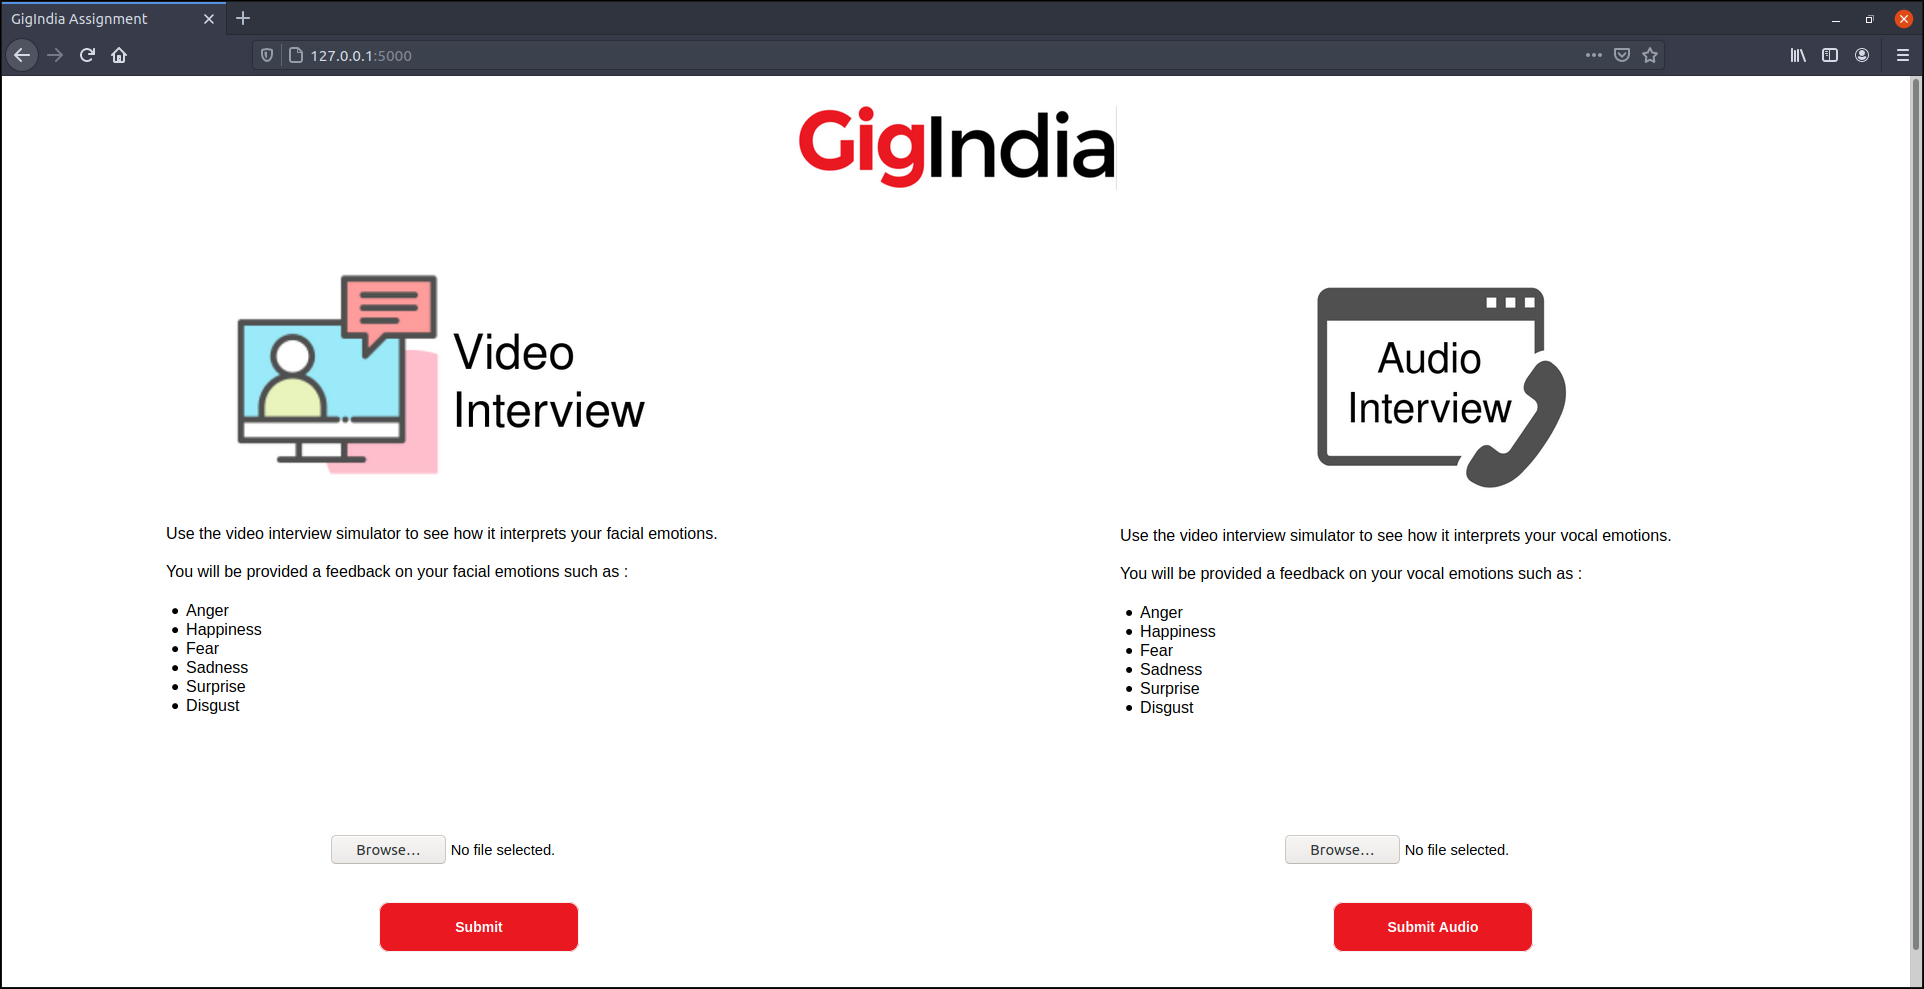 GigIndia Assignment
127.0.0.1:5000
GigIndia
Video
Interview
Use the video interview simulator to see how it interprets your facial emotions.
You will be provided a feedback on your facial emotions such as :
Anger
Happiness
Fear
Sadness
Surprise
Disgust
Browse... No file selected.
Submit
Audio
Interview
Use the video interview simulator to see how it interprets your vocal emotions.
You will be provided a feedback on your vocal emotions such as :
Anger
Happiness
Fear
Sadness
Surprise
Disgust
Browse... No file selected.
Submit Audio